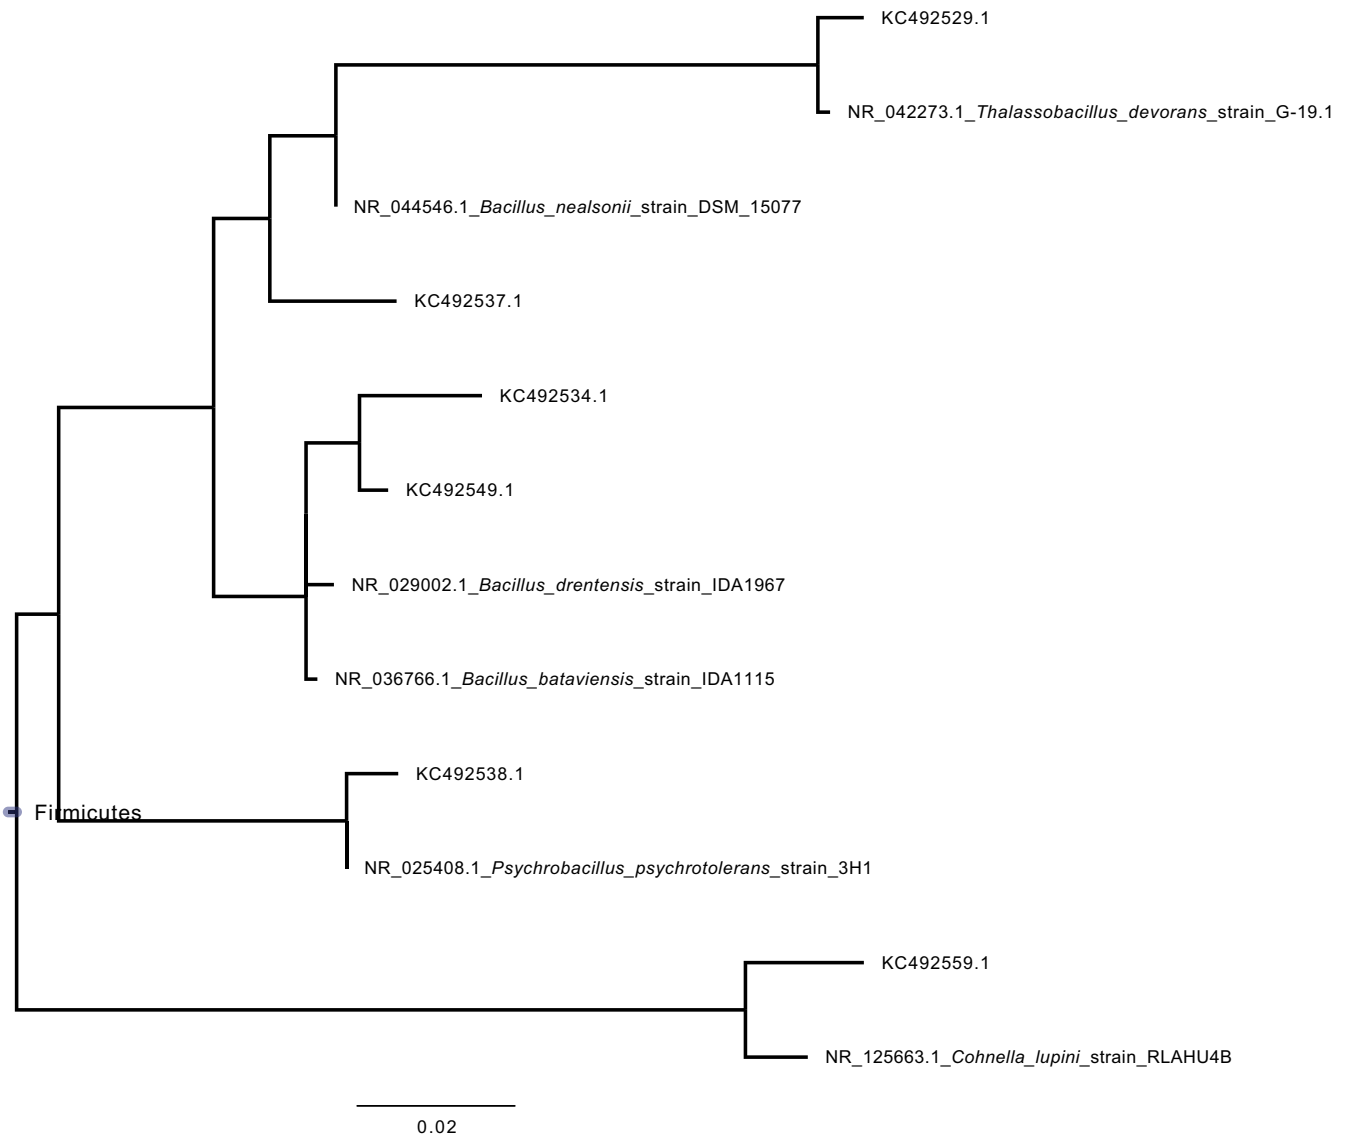 KC492529.1
NR_042273.1_Thalassobacillus_devorans_strain_G-19.1
NR_044546.1_Bacillus_nealsonii_strain_DSM_15077
KC492537.1
KC492534.1
KC492549.1
NR_029002.1_Bacillus_drentensis_strain_IDA1967
NR_036766.1_Bacillus_bataviensis_strain_IDA1115
KC492538.1
Firmicutes
NR_025408.1_Psychrobacillus_psychrotolerans_strain_3H1
KC492559.1
NR_125663.1_Cohnella_lupini_strain_RLAHU4B
0.02